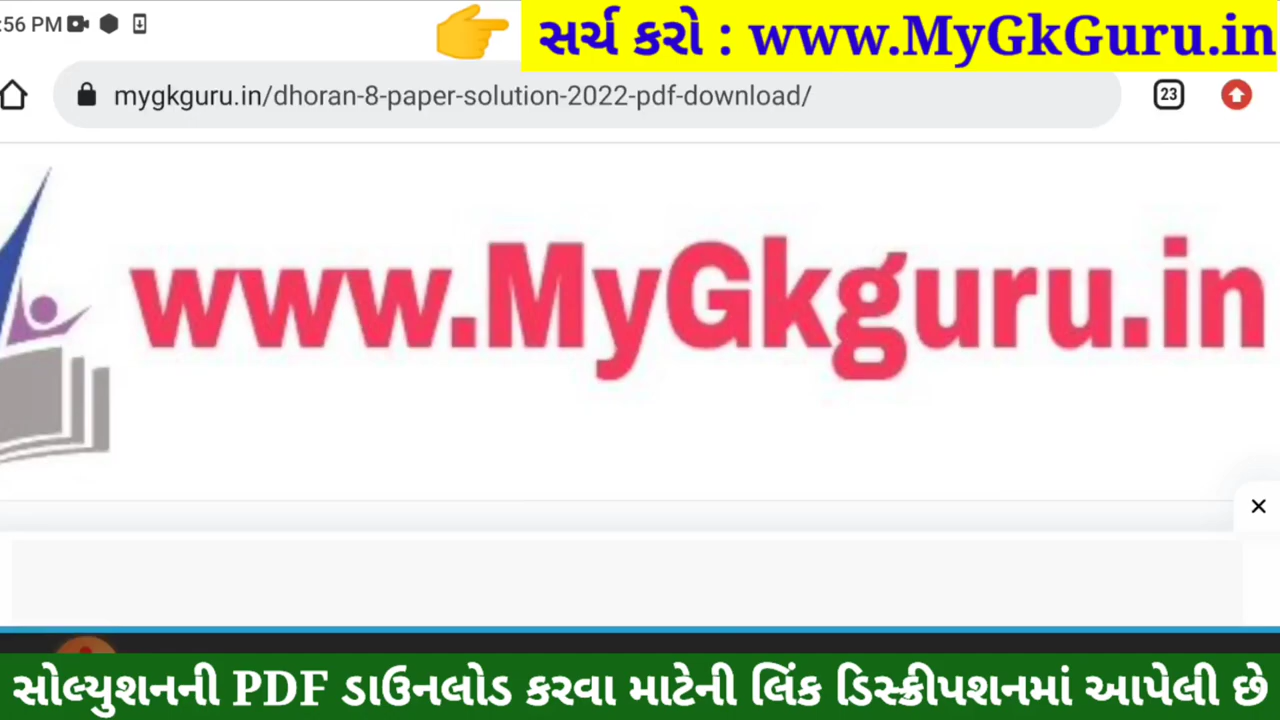 :56 PM
સર્ચ કરો : www.MyGkGuru.in
mygkguru.in/dhoran-8-paper-solution-2022-pdf-download/
23
www.MyGkguru.in
સોલ્યુશનની PDF ડાઉનલોડ કરવા માટેની લિંક ડિસ્ક્રીપશનમાં આપેલી છે